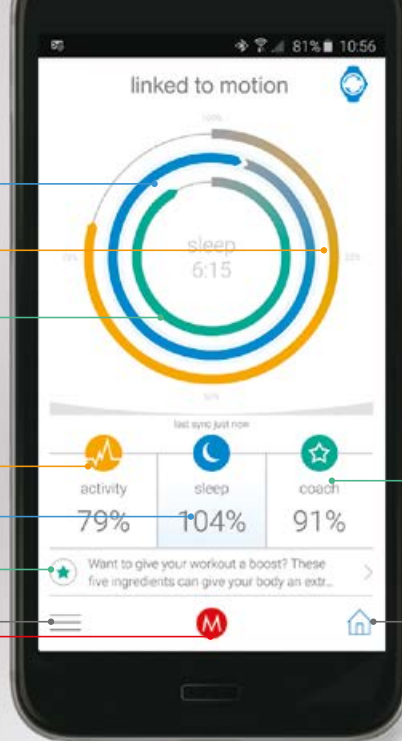 81% 10:56
linked to motion
100%
sleep
6:15
50%
last sync just now
activity
sleep
coach
79%
104%
91%
Want to give your workout a boost? These
five ingredients can give your body an extr...
M